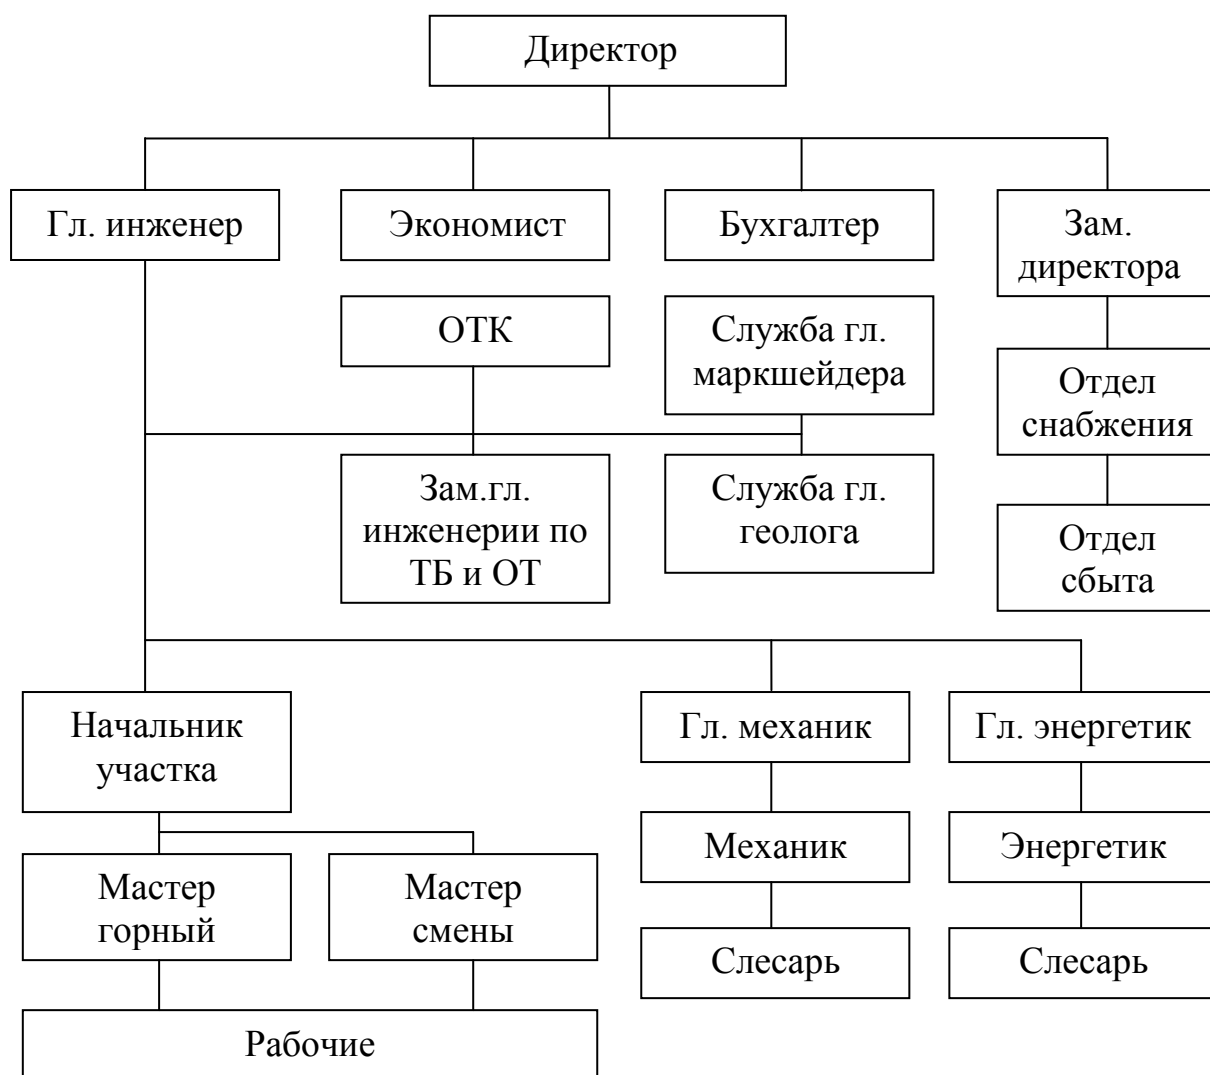 Директор
Гл. инженер
Экономист
Бухгалтер
Зам.
директора
ОТК
Служба гл.
маркшейдера
Отдел
снабжения
Зам.гл.
инженерии по
ТБ и ОТ
Служба гл.
геолога
Отдел
сбыта
Начальник
участка
Гл. механик
Гл. энергетик
Механик
Энергетик
Мастер
горный
Мастер
смены
Слесарь
Слесарь
Рабочие